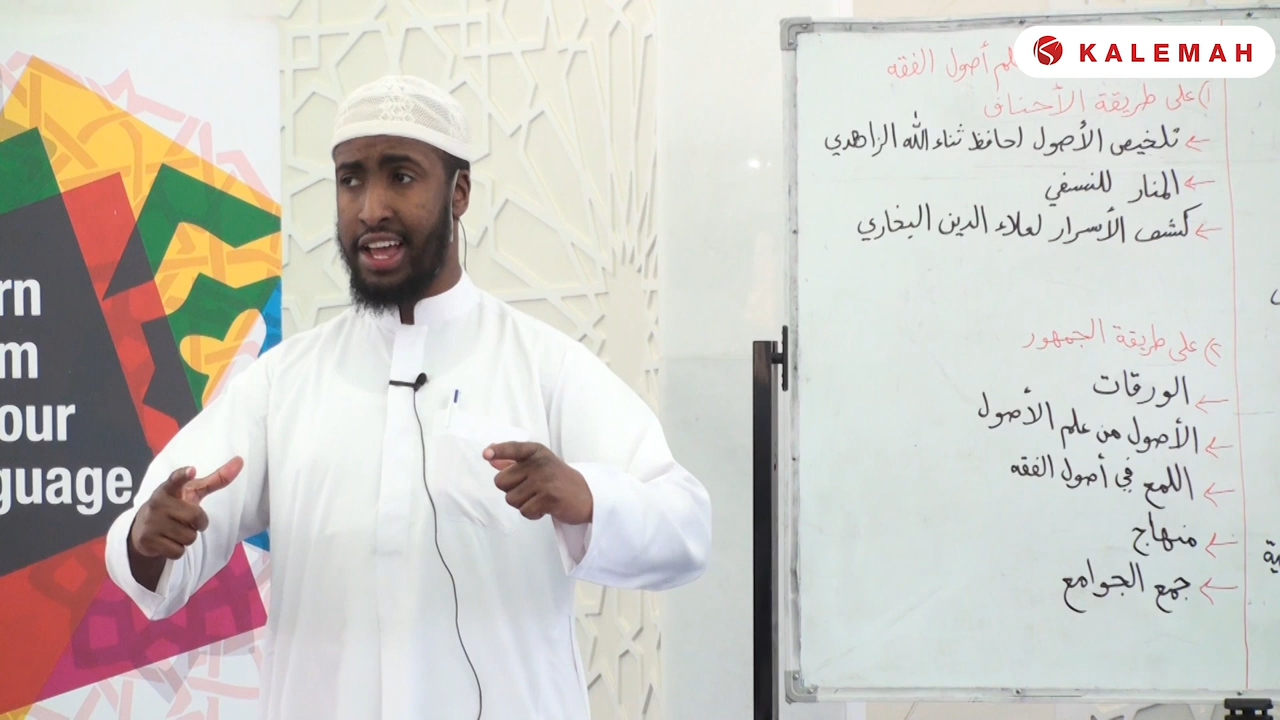 KALEMAH
علم أصول الفقه
١) على طريقة الأحناف
← تلخيص الأصول لحافظ ثناء الله الزاهدي
← المنار للنسفي
← كشف الأسرار لعلاء الدين البخاري
٢) على طريقة الجمهور
← الورقات
← الأصول من علم الأصول
← اللمع في أصول الفقه
← منهاج
← جمع الجوامع
rn
m
our
guage